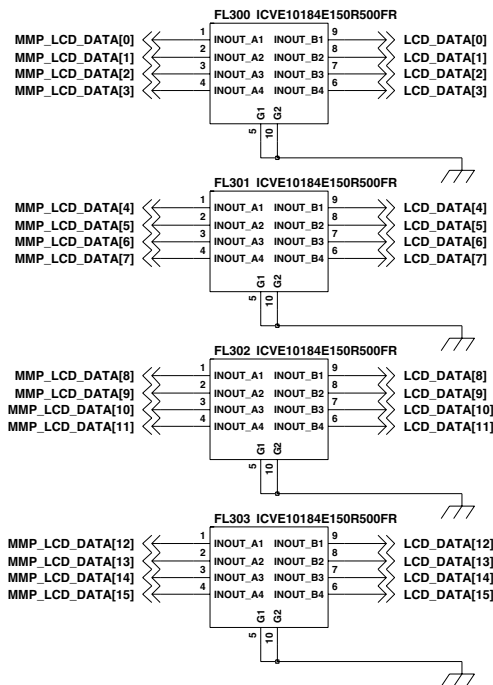 FL300 ICVE10184E150R500FR
MMP_LCD_DATA[0] 1 INOUT_A1 INOUT_B1 9 LCD_DATA[0]
MMP_LCD_DATA[1] 2 INOUT_A2 INOUT_B2 8 LCD_DATA[1]
MMP_LCD_DATA[2] 3 INOUT_A3 INOUT_B3 7 LCD_DATA[2]
MMP_LCD_DATA[3] 4 INOUT_A4 INOUT_B4 6 LCD_DATA[3]
G1 G2
5 10
FL301 ICVE10184E150R500FR
MMP_LCD_DATA[4] 1 INOUT_A1 INOUT_B1 9 LCD_DATA[4]
MMP_LCD_DATA[5] 2 INOUT_A2 INOUT_B2 8 LCD_DATA[5]
MMP_LCD_DATA[6] 3 INOUT_A3 INOUT_B3 7 LCD_DATA[6]
MMP_LCD_DATA[7] 4 INOUT_A4 INOUT_B4 6 LCD_DATA[7]
G1 G2
5 10
FL302 ICVE10184E150R500FR
MMP_LCD_DATA[8] 1 INOUT_A1 INOUT_B1 9 LCD_DATA[8]
MMP_LCD_DATA[9] 2 INOUT_A2 INOUT_B2 8 LCD_DATA[9]
MMP_LCD_DATA[10] 3 INOUT_A3 INOUT_B3 7 LCD_DATA[10]
MMP_LCD_DATA[11] 4 INOUT_A4 INOUT_B4 6 LCD_DATA[11]
G1 G2
5 10
FL303 ICVE10184E150R500FR
MMP_LCD_DATA[12] 1 INOUT_A1 INOUT_B1 9 LCD_DATA[12]
MMP_LCD_DATA[13] 2 INOUT_A2 INOUT_B2 8 LCD_DATA[13]
MMP_LCD_DATA[14] 3 INOUT_A3 INOUT_B3 7 LCD_DATA[14]
MMP_LCD_DATA[15] 4 INOUT_A4 INOUT_B4 6 LCD_DATA[15]
G1 G2
5 10